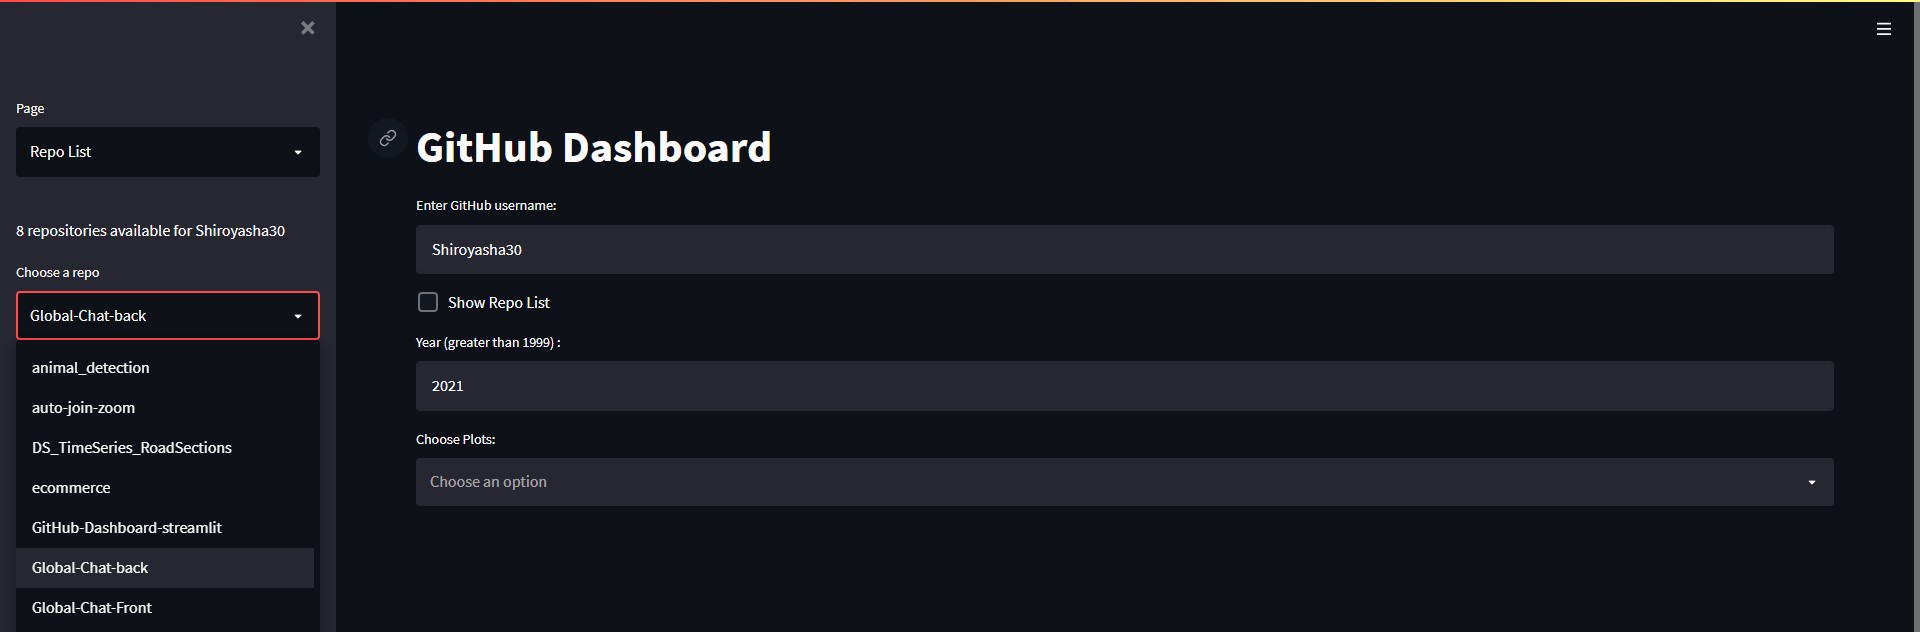 Page
Repo List
8 repositories available for Shiroyasha30
Choose a repo
Global-Chat-back
animal_detection
auto-join-zoom
DS_TimeSeries_RoadSections
ecommerce
GitHub-Dashboard-streamlit
Global-Chat-back
Global-Chat-Front
GitHub Dashboard
Enter GitHub username:
Shiroyasha30
Show Repo List
Year (greater than 1999) :
2021
Choose Plots:
Choose an option